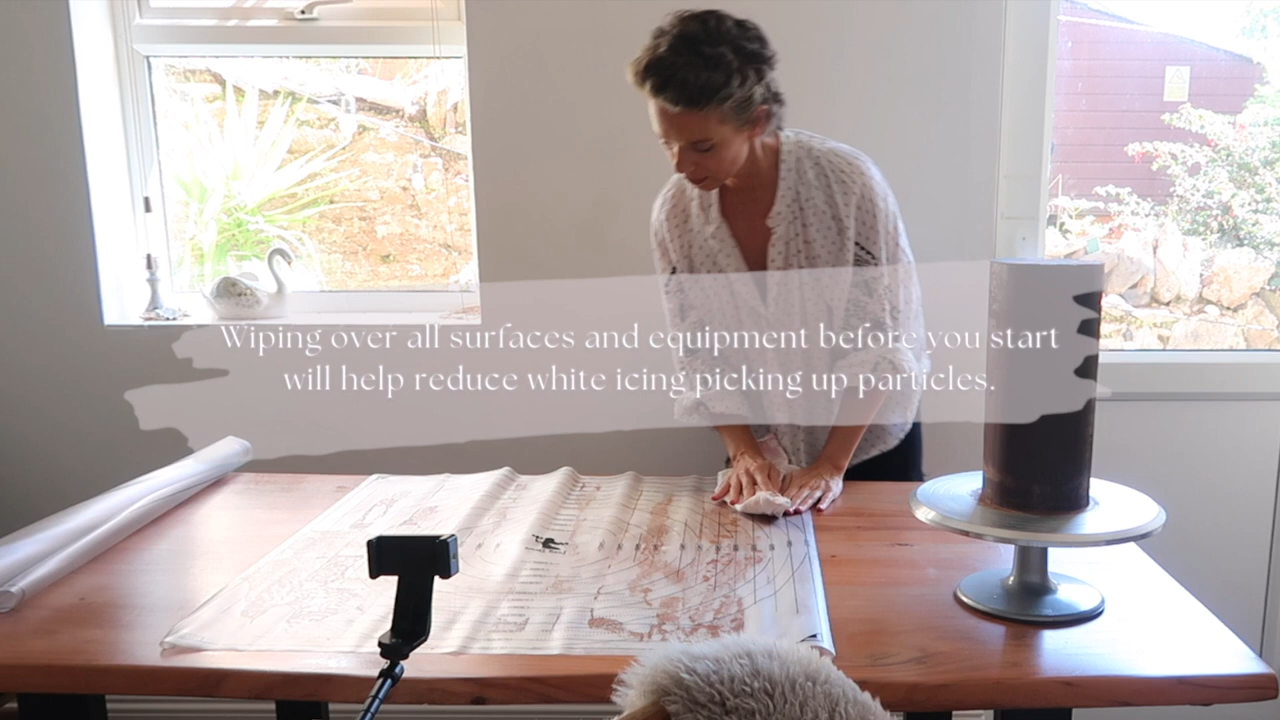 Wiping over all surfaces and equipment before you start
will help reduce white icing picking up particles.